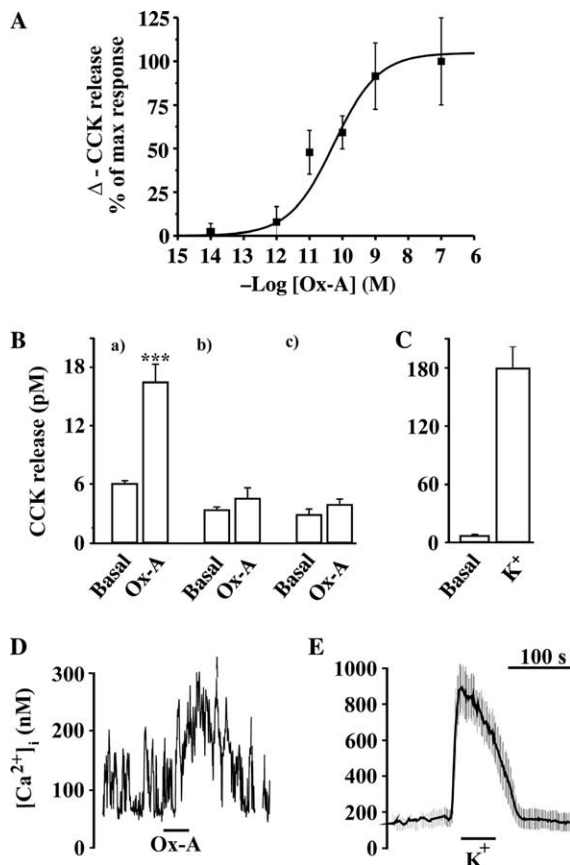 A
Δ - CCK release
% of max response
125
100
75
50
25
0
15 14 13 12 11 10 9 8 7 6
–Log [Ox-A] (M)
B
a) *** b) c)
CCK release (pM)
18
12
6
0
Basal Ox-A Basal Ox-A Basal Ox-A
C
180
120
60
0
Basal K+
D
[Ca2+]i (nM)
300
200
100
0
Ox-A
E
100 s
1000
800
600
400
200
0
K+